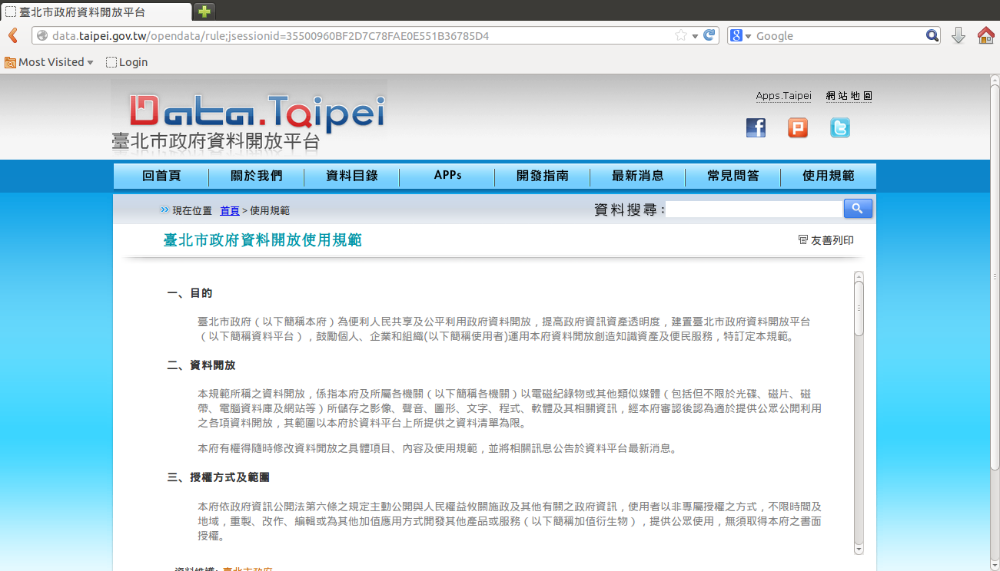 臺北市政府資料開放平台
data.taipei.gov.tw/opendata/rule;jsessionid=35500960BF2D7C78FAE0E551B36785D4
Google
Most Visited
Login
Data.Taipei
臺北市政府資料開放平台
Apps.Taipei 網站地圖
回首頁 關於我們 資料目錄 APPs 開發指南 最新消息 常見問答 使用規範
現在位置 首頁 > 使用規範
資料搜尋:
臺北市政府資料開放使用規範
友善列印
一、目的
臺北市政府（以下簡稱本府）為便利人民共享及公平利用政府資料開放，提高政府資訊資產透明度，建置臺北市政府資料開放平台
（以下簡稱資料平台），鼓勵個人、企業和組織(以下簡稱使用者)運用本府資料開放創造知識資產及便民服務，特訂定本規範。
二、資料開放
本規範所稱之資料開放，係指本府及所屬各機關（以下簡稱各機關）以電磁紀錄物或其他類似媒體（包括但不限於光碟、磁片、磁
帶、電腦資料庫及網站等）所儲存之影像、聲音、圖形、文字、程式、軟體及其相關資訊，經本府審認後認為適於提供公眾公開利用
之各項資料開放，其範圍以本府於資料平台上所提供之資料清單為限。
本府有權得隨時修改資料開放之具體項目、內容及使用規範，並將相關訊息公告於資料平台最新消息。
三、授權方式及範圍
本府依政府資訊公開法第六條之規定主動公開與人民權益攸關施政及其他有關之政府資訊，使用者以非專屬授權之方式，不限時間及
地域，重製、改作、編輯或為其他加值應用方式開發其他產品或服務（以下簡稱加值衍生物），提供公眾使用，無須取得本府之書面
授權。
資料維護: 臺北市政府